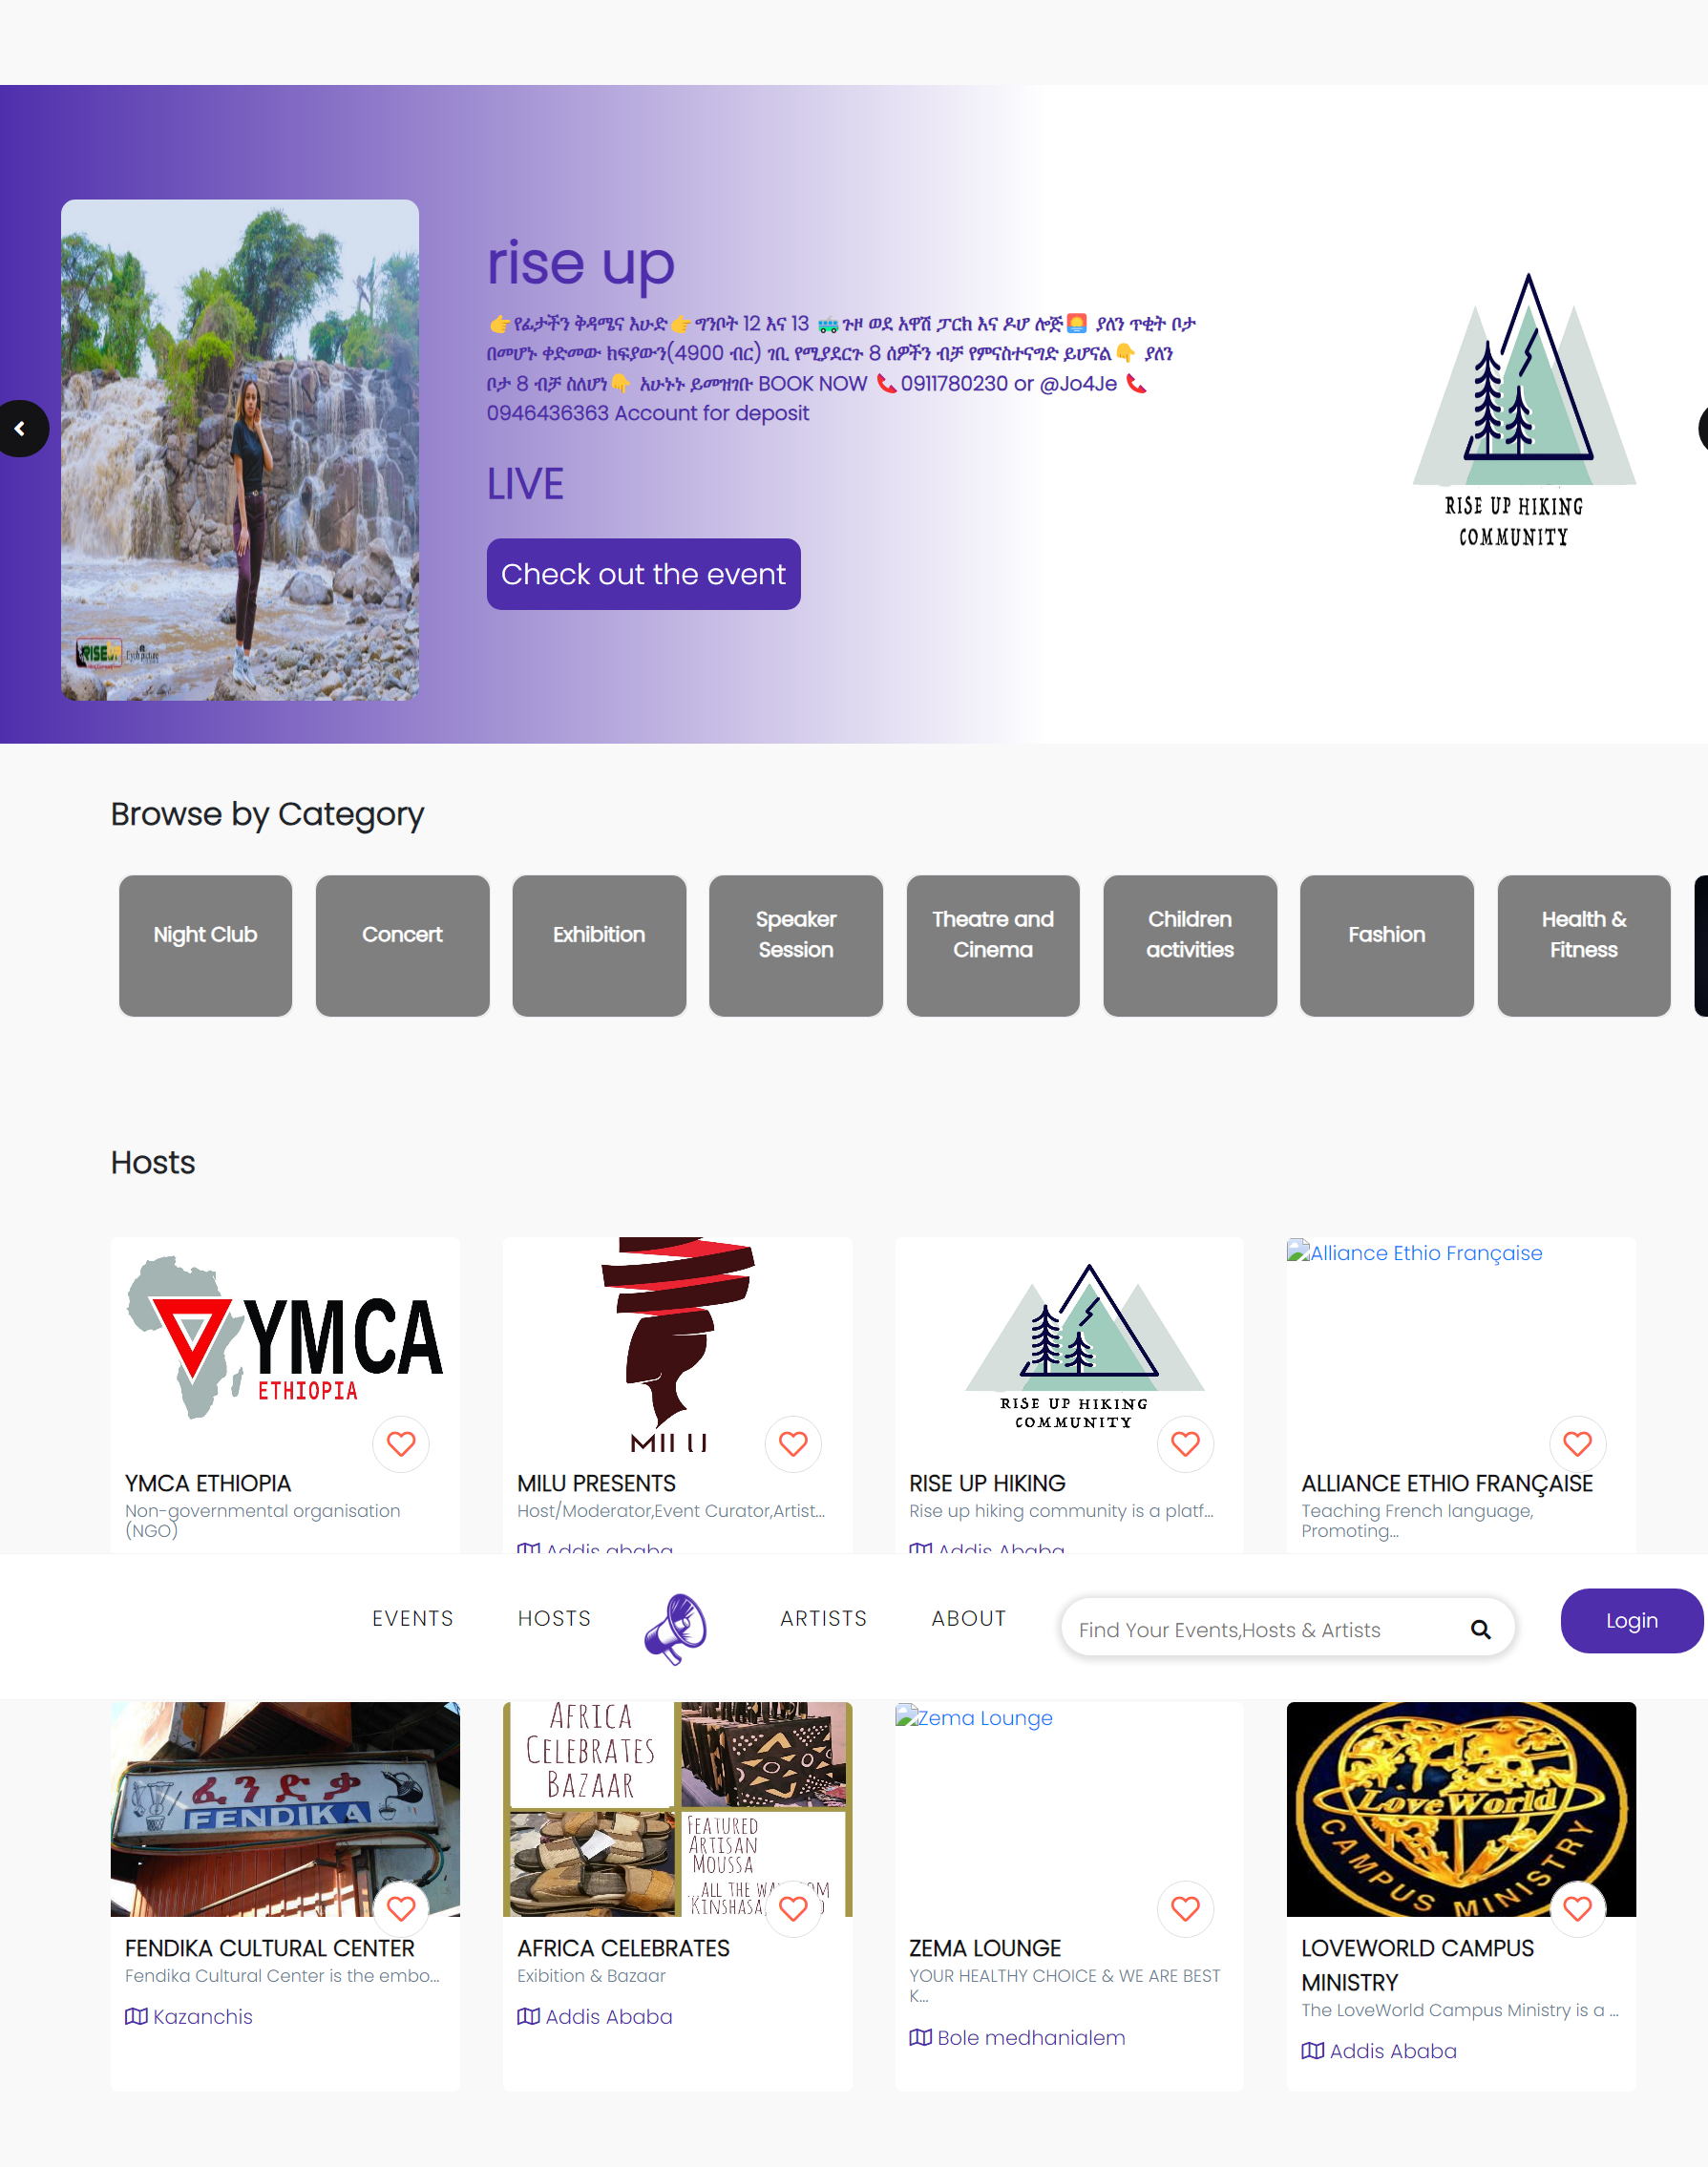 rise up
👉የፊታችን ቅዳሜና እሁድ👉ግንቦት 12 እና 13 🚌ጉዞ ወደ አዋሽ ፓርክ እና ዶሆ ሎጅ🌅 ያለን ጥቂት ቦታ
በመሆኑ ቀድመው ክፍያውን(4900 ብር) ገቢ የሚያደርጉ 8 ሰዎችን ብቻ የምናስተናግድ ይሆናል👇 ያለን
ቦታ 8 ብቻ ስለሆነ👇 አሁኑኑ ይመዝገቡ BOOK NOW 📞0911780230 or @Jo4Je 📞
0946436363 Account for deposit
LIVE
Check out the event
RISE UP HIKING
COMMUNITY
Browse by Category
Night Club
Concert
Exhibition
Speaker
Session
Theatre and
Cinema
Children
activities
Fashion
Health &
Fitness
Hosts
YMCA
ETHIOPIA
YMCA ETHIOPIA
Non-governmental organisation
(NGO)
MILU
MILU PRESENTS
Host/Moderator,Event Curator,Artist...
Addis ababa
RISE UP HIKING
COMMUNITY
RISE UP HIKING
Rise up hiking community is a platf...
Addis Ababa
Alliance Ethio Française
ALLIANCE ETHIO FRANÇAISE
Teaching French language,
Promoting...
EVENTS
HOSTS
ARTISTS
ABOUT
Find Your Events,Hosts & Artists
Login
ፈንድቃ
FENDIKA
FENDIKA CULTURAL CENTER
Fendika Cultural Center is the embo...
Kazanchis
AFRICA
CELEBRATES
BAZAAR
FEATURED
ARTISAN
MOUSSA
...ALL THE
KINSHASA,
AFRICA CELEBRATES
Exibition & Bazaar
Addis Ababa
Zema Lounge
ZEMA LOUNGE
YOUR HEALTHY CHOICE & WE ARE BEST
K...
Bole medhanialem
LoveWorld
CAMPUS MINISTRY
LOVEWORLD CAMPUS
MINISTRY
The LoveWorld Campus Ministry is a ...
Addis Ababa